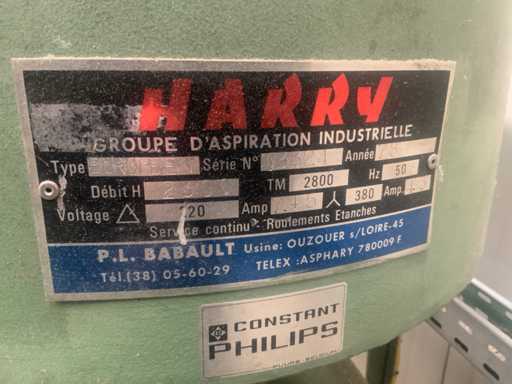 HARRY
GROUPE D'ASPIRATION INDUSTRIELLE
Type Série N° Année
Débit H TM 2800 Hz 50
Voltage △ 220 Amp 380 Amp
Service continu - Roulements Etanches
P.L. BABAULT Usine: OUZOUER s/LOIRE-45
Tél.(38) 05-60-29 TELEX :ASPHARY 780009 F
CONSTANT
PHILIPS